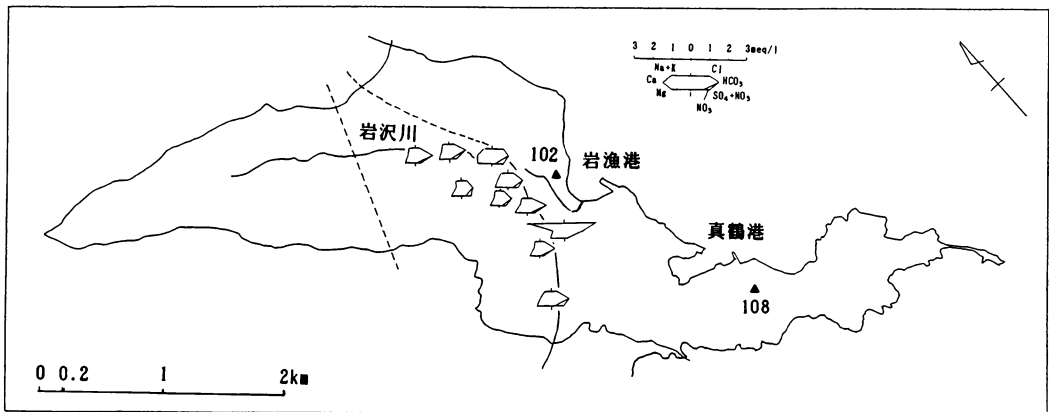 3 2 1 0 1 2 3meq/l
Na+K Cl
Ca HCO₃
Mg SO₄+NO₃
NO₃
岩沢川
102 岩漁港
真鶴港
108
0 0.2 1 2km